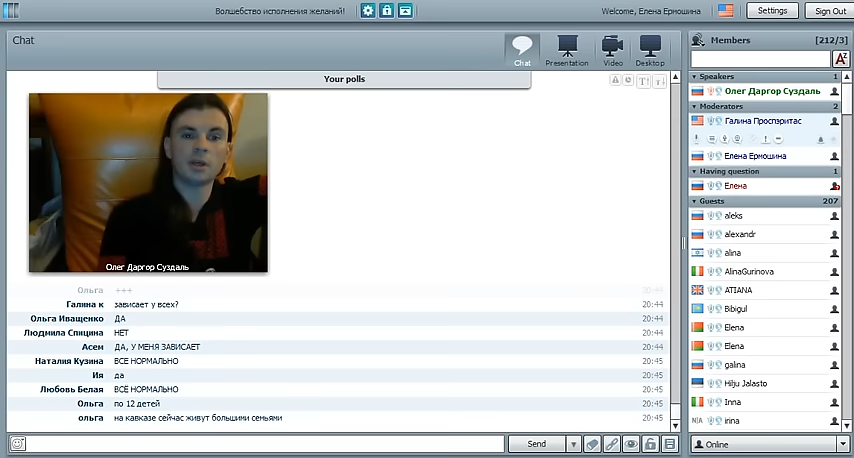 Волшебство исполнения желаний!
Welcome, Елена Ермошина
Settings
Sign Out
Chat
Chat
Presentation
Video
Desktop
Your polls
Олег Даргор Суздаль
Ольга +++ 20:44
Галина к зависает у всех? 20:44
Ольга Иващенко ДА 20:44
Людмила Спицина НЕТ 20:44
Асем ДА, У МЕНЯ ЗАВИСАЕТ 20:44
Наталия Кузина ВСЕ НОРМАЛЬНО 20:45
Ия да 20:45
Любовь Белая ВСЁ НОРМАЛЬНО 20:45
Ольга по 12 детей 20:45
ольга на кавказе сейчас живут большими семьями 20:45
Send
Members [212/3]
Speakers 1
Олег Даргор Суздаль
Moderators 2
Галина Просперитас
Елена Ермошина
Having question 1
Елена
Guests 207
aleks
alexandr
alina
AlinaGurinova
ATIANA
Bibigul
Elena
Elena
galina
Hilju Jalasto
Inna
N/A irina
Online